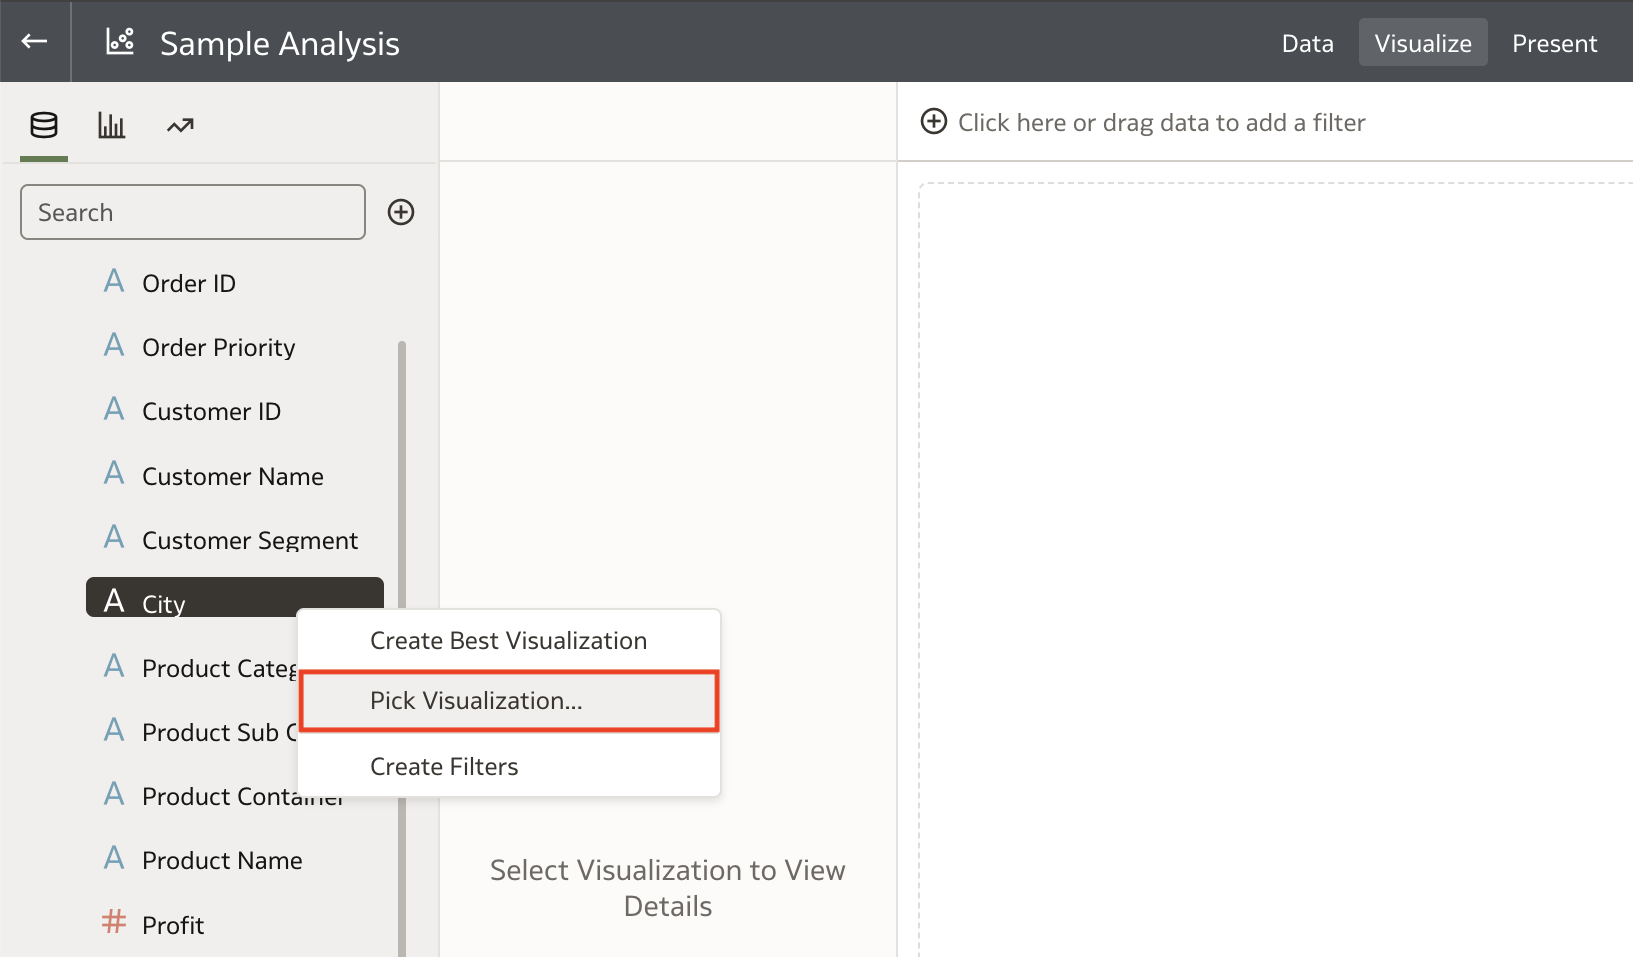 Sample Analysis
Data
Visualize
Present
Click here or drag data to add a filter
Search
A Order ID
A Order Priority
A Customer ID
A Customer Name
A Customer Segment
A City
Create Best Visualization
Pick Visualization...
Create Filters
A Product Categ
A Product Sub C
A Product Container
A Product Name
# Profit
Select Visualization to View
Details